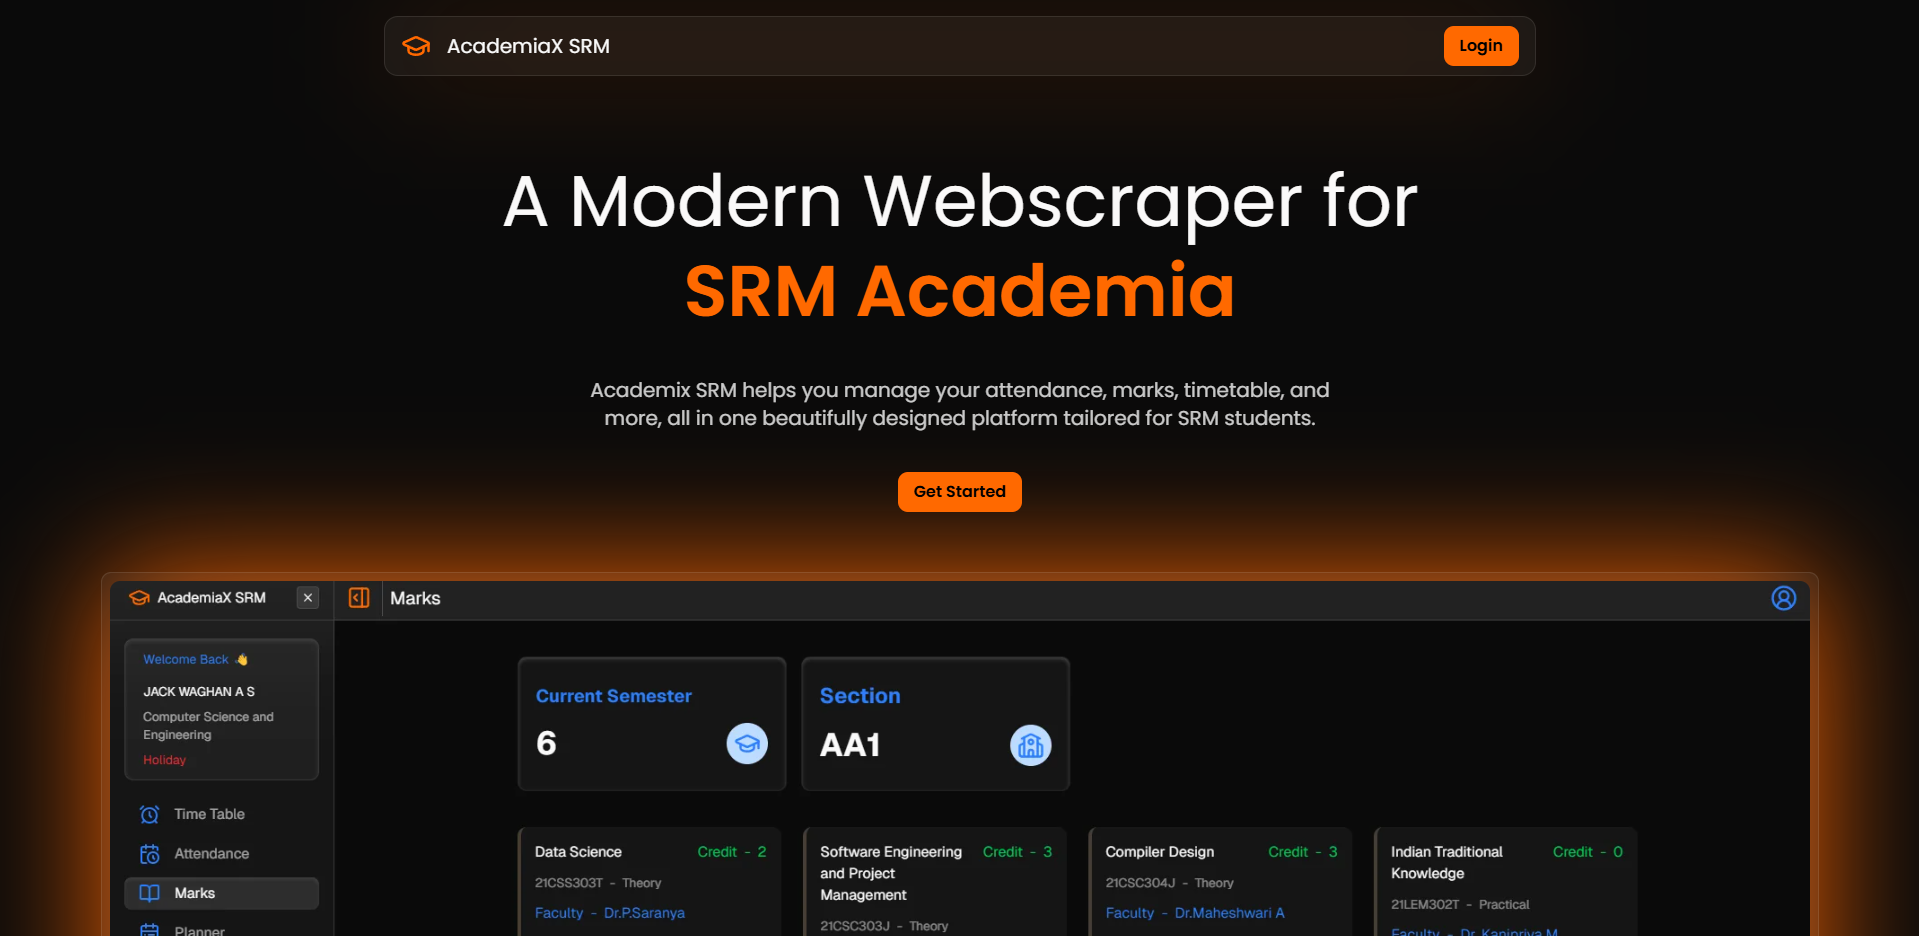 AcademiaX SRM
Login
A Modern Webscraper for
SRM Academia
Academix SRM helps you manage your attendance, marks, timetable, and
more, all in one beautifully designed platform tailored for SRM students.
Get Started
AcademiaX SRM
Marks
Welcome Back 👋
JACK WAGHAN A S
Computer Science and
Engineering
Holiday
Time Table
Attendance
Marks
Planner
Current Semester
6
Section
AA1
Data Science
Credit - 2
21CSS303T - Theory
Faculty - Dr.P.Saranya
Software Engineering
and Project
Management
Credit - 3
21CSC303J - Theory
Compiler Design
Credit - 3
21CSC304J - Theory
Faculty - Dr.Maheshwari A
Indian Traditional
Knowledge
Credit - 0
21LEM302T - Practical
Faculty - Dr. Kanipriya M